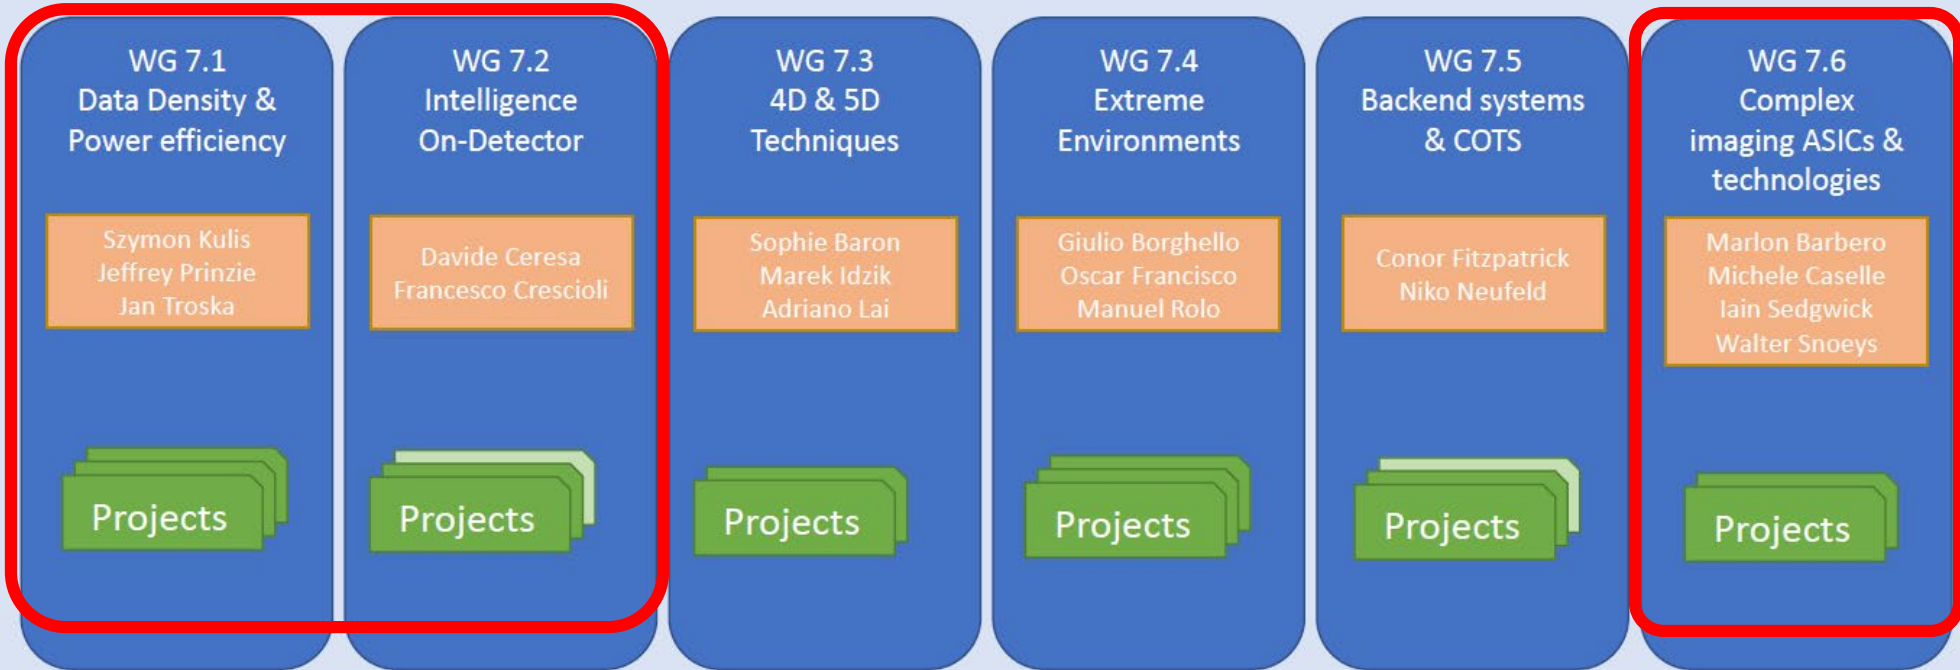 WG 7.1
Data Density &
Power efficiency
Szymon Kulis
Jeffrey Prinzie
Jan Troska
Projects
WG 7.2
Intelligence
On-Detector
Davide Ceresa
Francesco Crescioli
Projects
WG 7.3
4D & 5D
Techniques
Sophie Baron
Marek Idzik
Adriano Lai
Projects
WG 7.4
Extreme
Environments
Giulio Borghello
Oscar Francisco
Manuel Rolo
Projects
WG 7.5
Backend systems
& COTS
Conor Fitzpatrick
Niko Neufeld
Projects
WG 7.6
Complex
imaging ASICs &
technologies
Marlon Barbero
Michele Caselle
Iain Sedgwick
Walter Snoeys
Projects